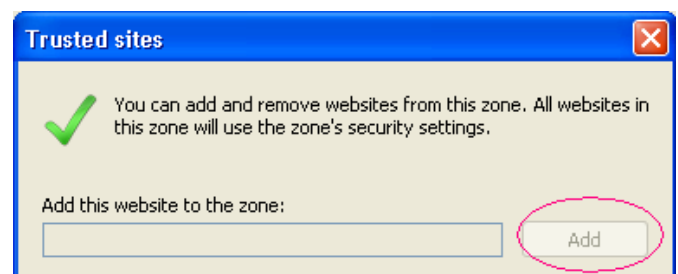 Trusted sites
You can add and remove websites from this zone. All websites in
this zone will use the zone's security settings.
Add this website to the zone:
Add